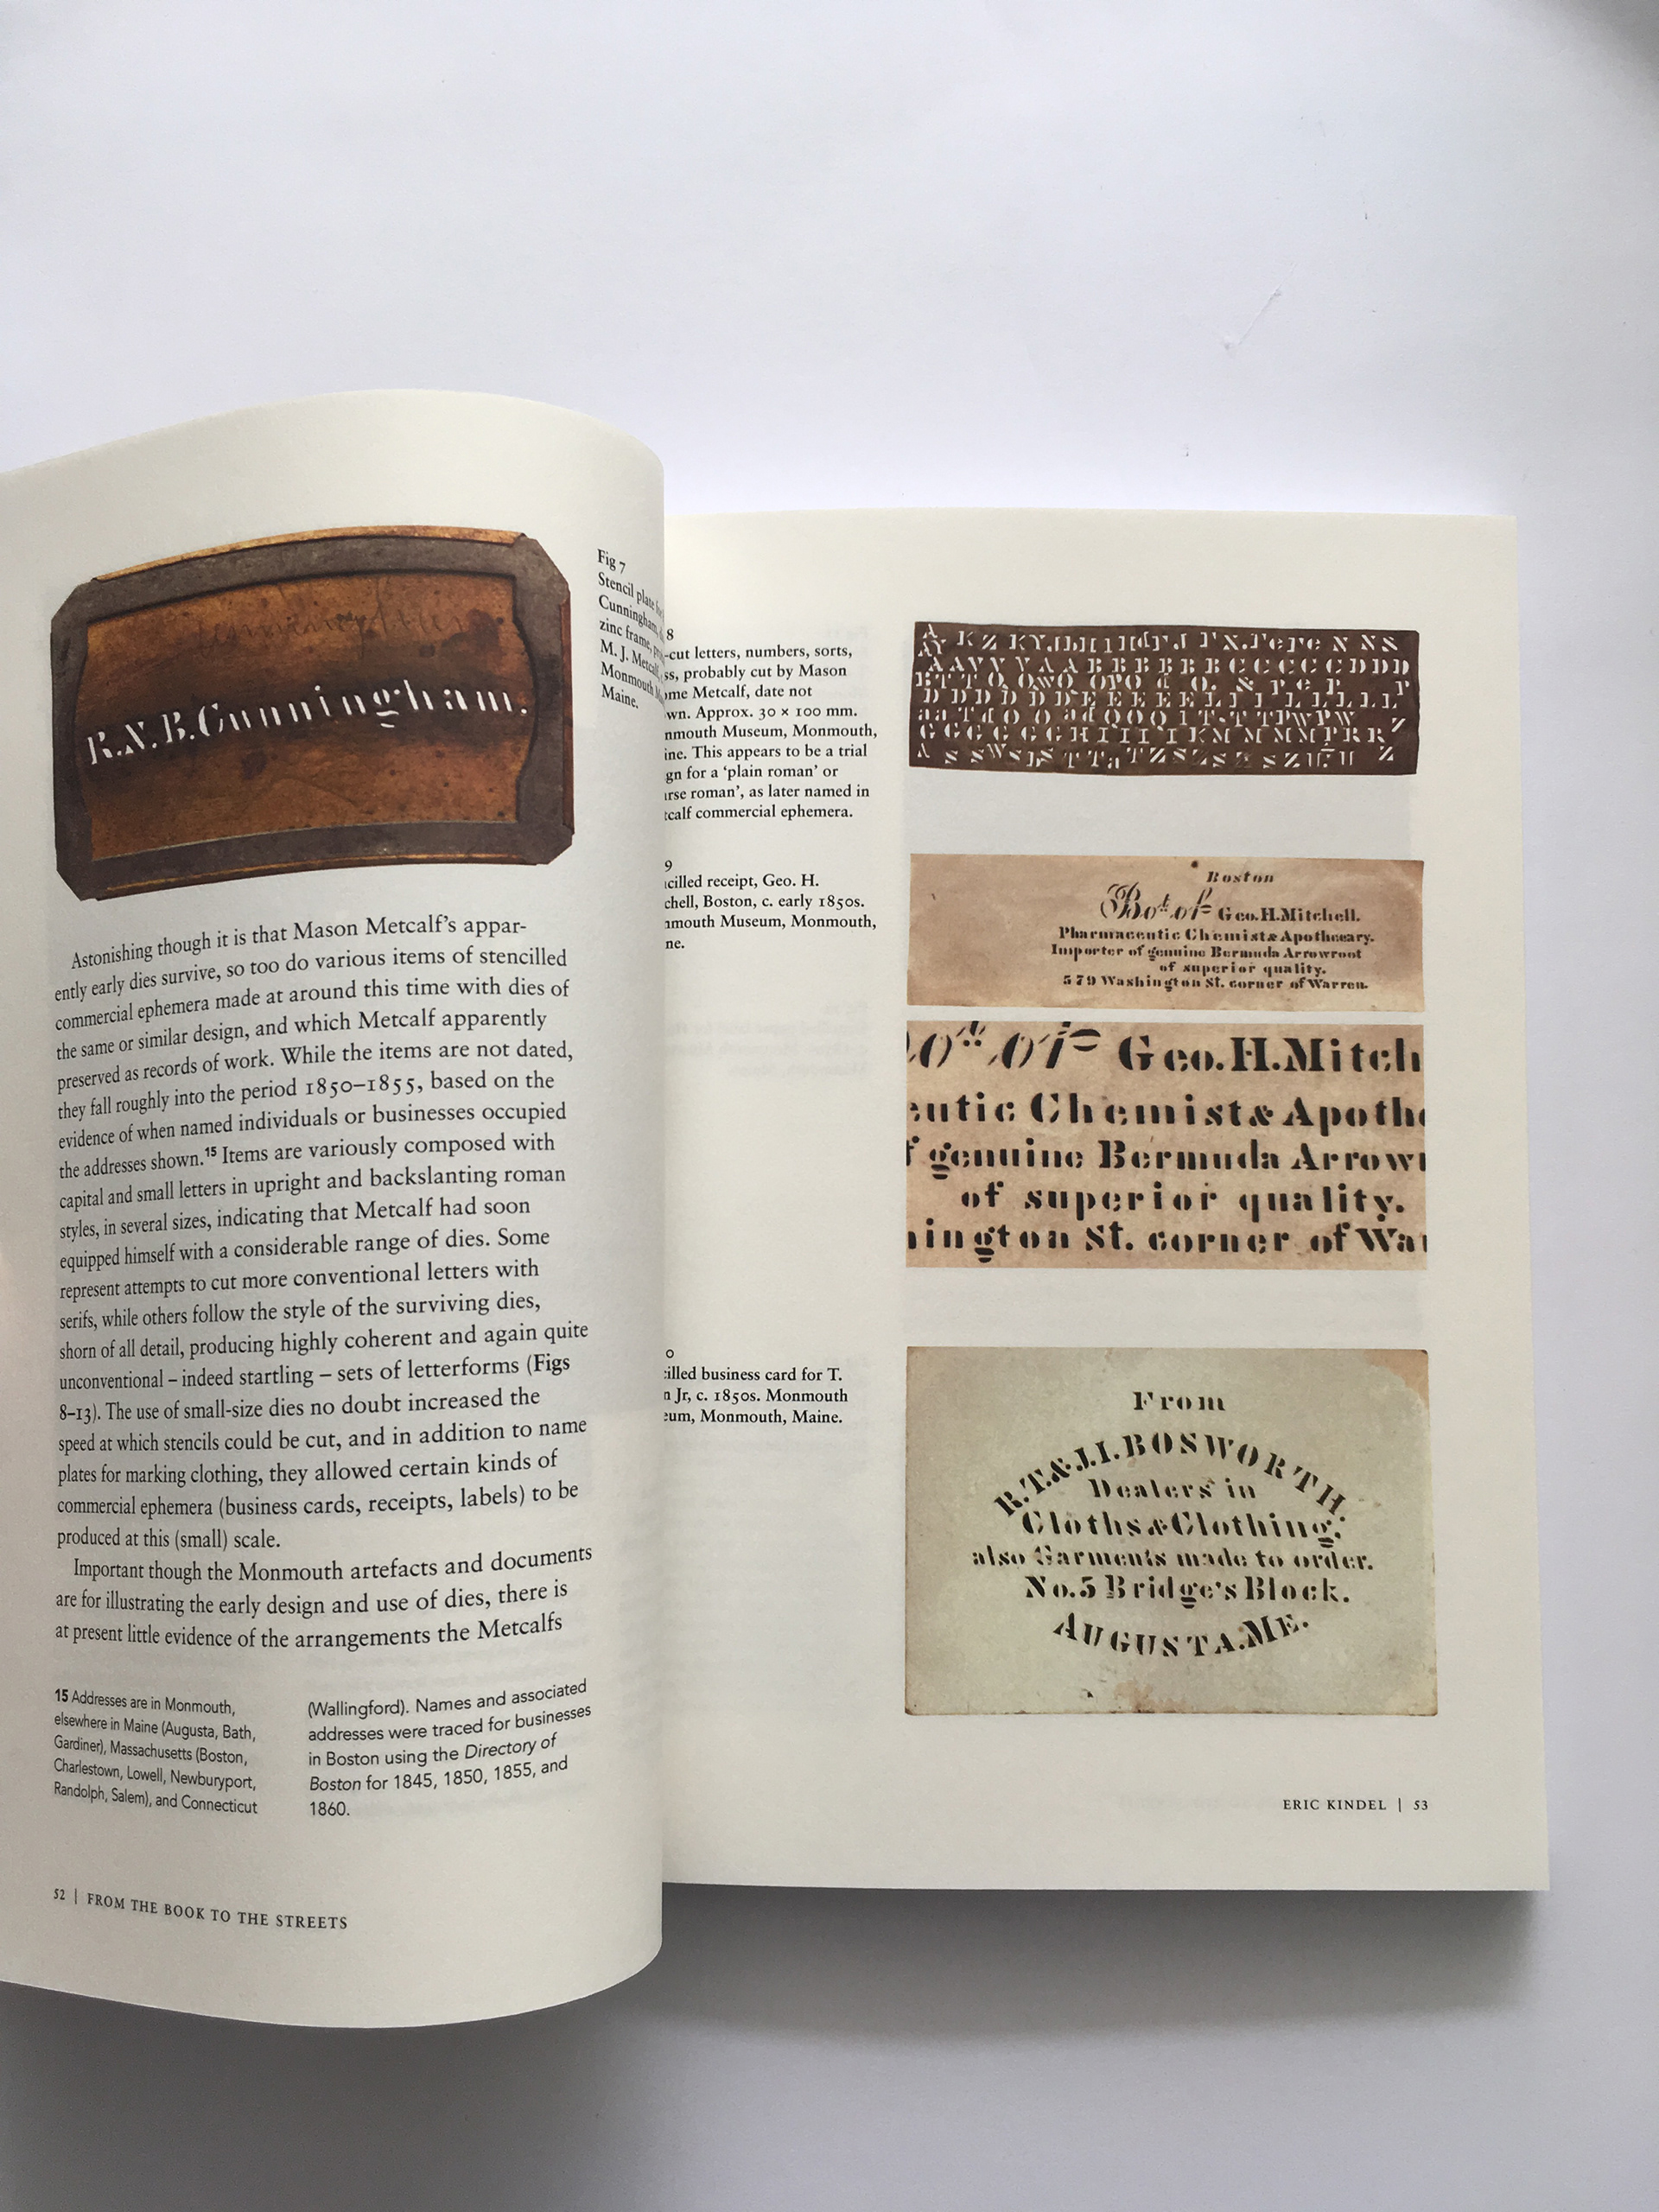 R.N.B.Cunningham.
Fig 7
Stencil plate
Cunningham,
zinc frame,
M. J. Metcalf,
Monmouth
Maine.
Astonishing though it is that Mason Metcalf’s appar-
ently early dies survive, so too do various items of stencilled
commercial ephemera made at around this time with dies of
the same or similar design, and which Metcalf apparently
preserved as records of work. While the items are not dated,
they fall roughly into the period 1850–1855, based on the
evidence of when named individuals or businesses occupied
the addresses shown.15 Items are variously composed with
capital and small letters in upright and backslanting roman
styles, in several sizes, indicating that Metcalf had soon
equipped himself with a considerable range of dies. Some
represent attempts to cut more conventional letters with
serifs, while others follow the style of the surviving dies,
shorn of all detail, producing highly coherent and again quite
unconventional – indeed startling – sets of letterforms (Figs
8–13). The use of small-size dies no doubt increased the
speed at which stencils could be cut, and in addition to name
plates for marking clothing, they allowed certain kinds of
commercial ephemera (business cards, receipts, labels) to be
produced at this (small) scale.
Important though the Monmouth artefacts and documents
are for illustrating the early design and use of dies, there is
at present little evidence of the arrangements the Metcalfs
15 Addresses are in Monmouth,
elsewhere in Maine (Augusta, Bath,
Gardiner), Massachusetts (Boston,
Charlestown, Lowell, Newburyport,
Randolph, Salem), and Connecticut
(Wallingford). Names and associated
addresses were traced for businesses
in Boston using the Directory of
Boston for 1845, 1850, 1855, and
1860.
52 | FROM THE BOOK TO THE STREETS
8
-cut letters, numbers, sorts,
ss, probably cut by Mason
ome Metcalf, date not
wn. Approx. 30 × 100 mm.
nmouth Museum, Monmouth,
ine. This appears to be a trial
gn for a ‘plain roman’ or
arse roman’, as later named in
tcalf commercial ephemera.
9
cilled receipt, Geo. H.
chell, Boston, c. early 1850s.
nmouth Museum, Monmouth,
ne.
Boston
Bot. of Geo.H.Mitchell.
Pharmaceutic Chemist&Apothecary.
Importer of genuine Bermuda Arrowroot
of superior quality.
579 Washington St. corner of Warren.
ot. of Geo.H.Mitch
eutic Chemist&Apothe
f genuine Bermuda Arrow
of superior quality.
ington St. corner of Wa
0
cilled business card for T.
n Jr, c. 1850s. Monmouth
eum, Monmouth, Maine.
From
R.T.&J.I.BOSWORTH.
Dealers in
Cloths&Clothing,
also Garments made to order.
No.5 Bridge's Block.
AUGUSTA.ME.
ERIC KINDEL | 53